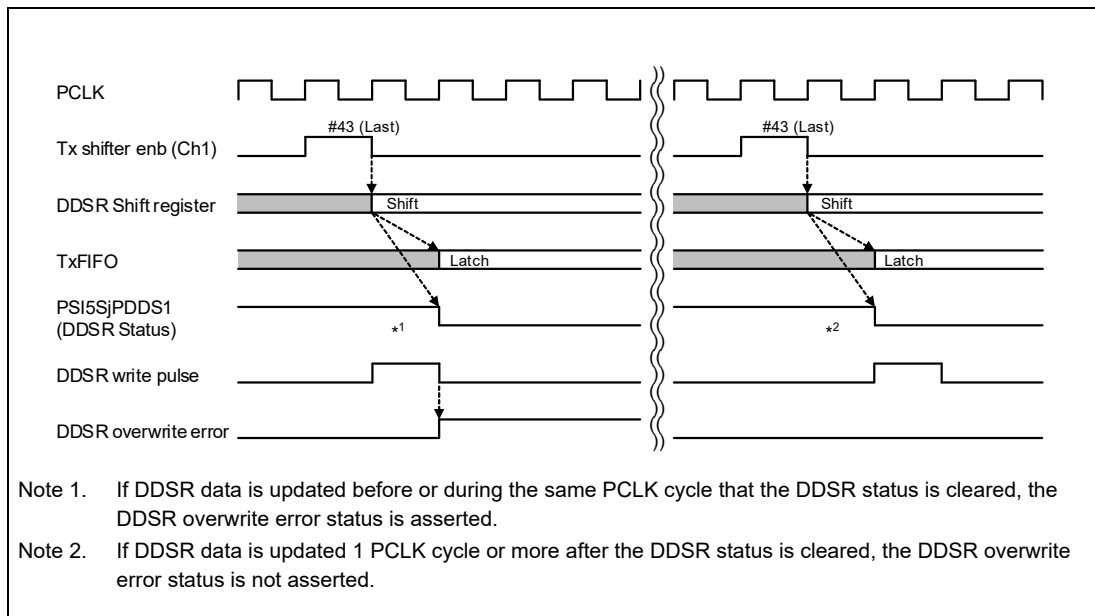 PCLK
#43 (Last) #43 (Last)
Tx shifter enb (Ch1)
DDSR Shift register Shift Shift
TxFIFO Latch Latch
PSI5SjPDDS1
(DDSR Status) *1 *2
DDSR write pulse
DDSR overwrite error
Note 1. If DDSR data is updated before or during the same PCLK cycle that the DDSR status is cleared, the
DDSR overwrite error status is asserted.
Note 2. If DDSR data is updated 1 PCLK cycle or more after the DDSR status is cleared, the DDSR overwrite
error status is not asserted.